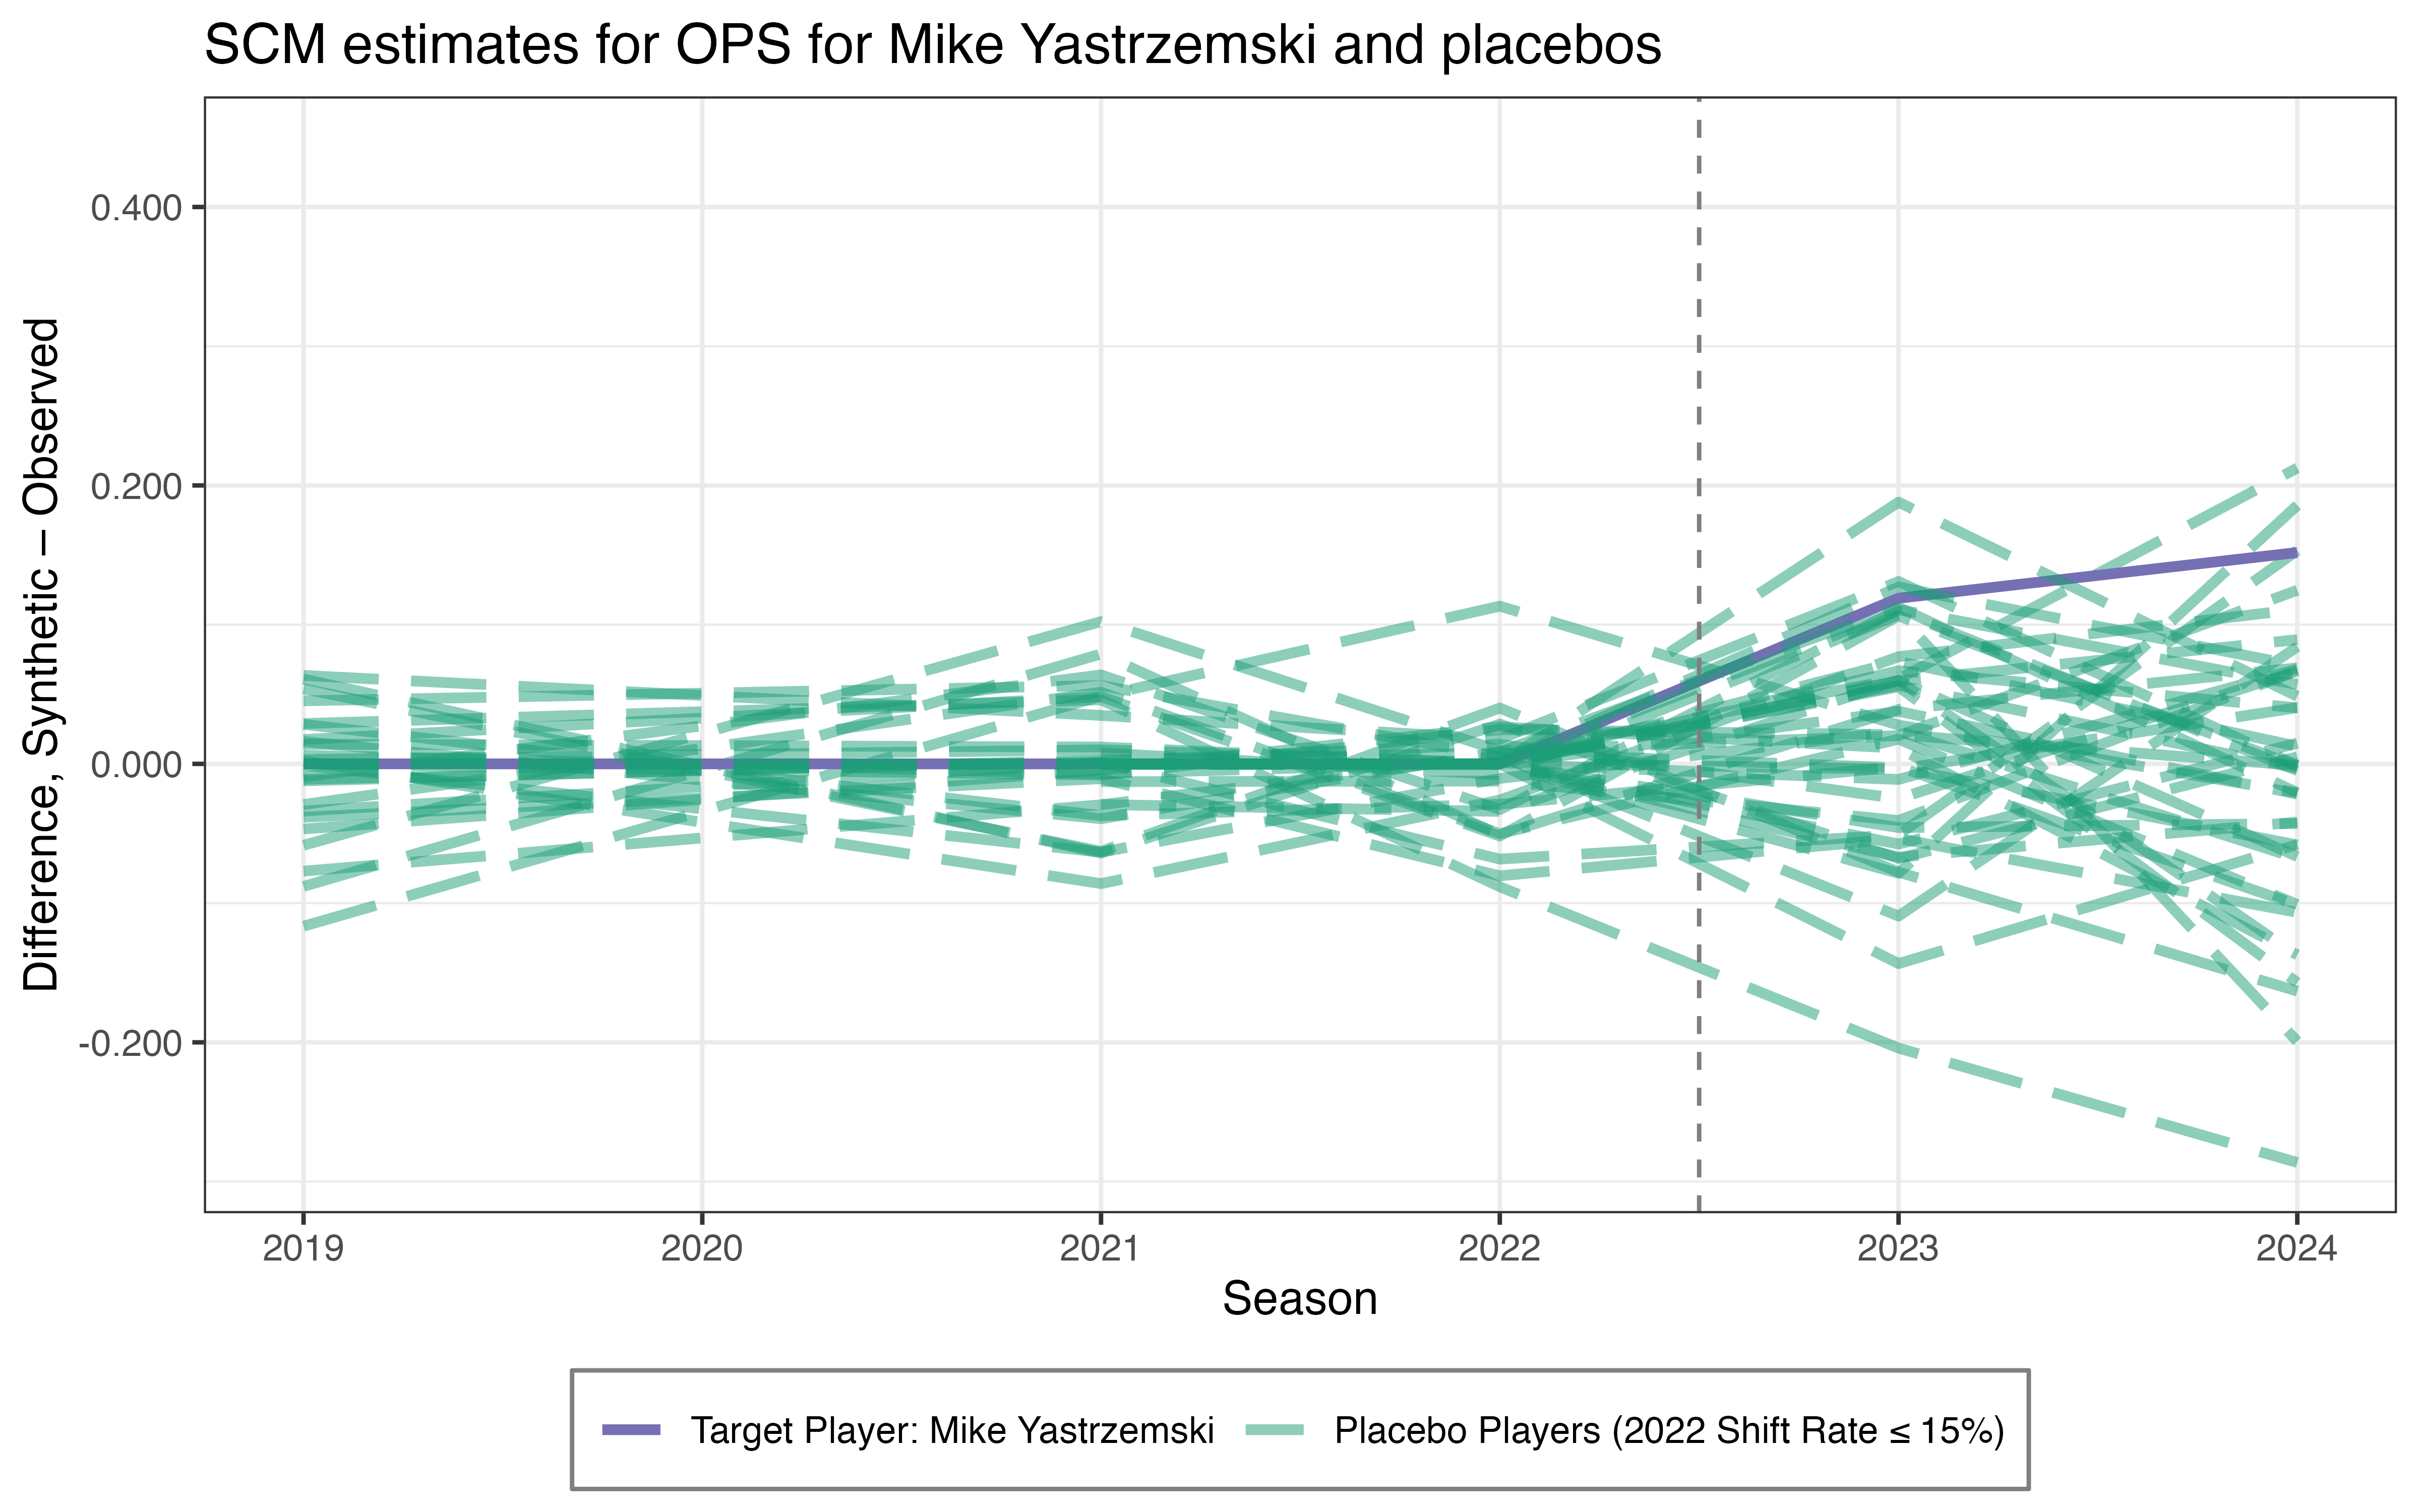 SCM estimates for OPS for Mike Yastrzemski and placebos
Difference, Synthetic – Observed
0.400
0.200
0.000
-0.200
2019 2020 2021 2022 2023 2024
Season
Target Player: Mike Yastrzemski Placebo Players (2022 Shift Rate ≤ 15%)